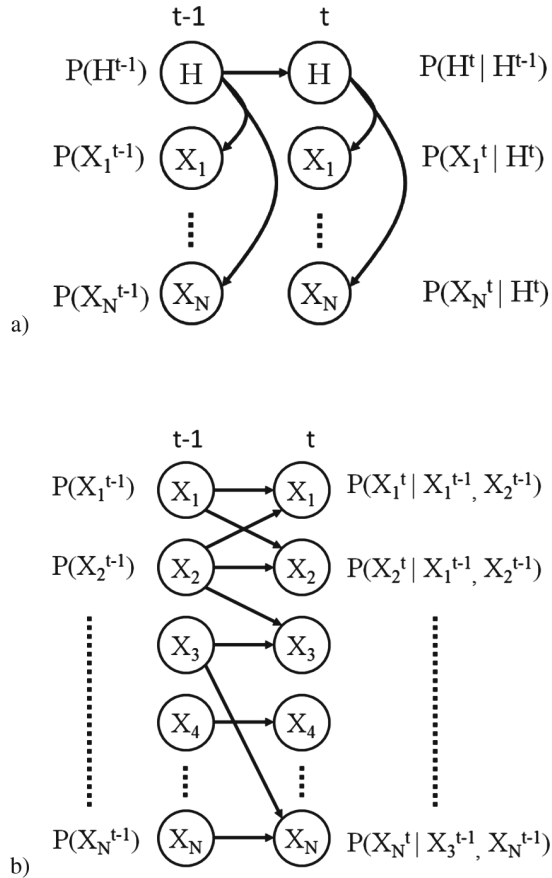 t-1 t
P(H^t-1) H H P(H^t | H^t-1)
P(X_1^t-1) X_1 X_1 P(X_1^t | H^t)
P(X_N^t-1) X_N X_N P(X_N^t | H^t)
a)
t-1 t
P(X_1^t-1) X_1 X_1 P(X_1^t | X_1^t-1, X_2^t-1)
P(X_2^t-1) X_2 X_2 P(X_2^t | X_1^t-1, X_2^t-1)
X_3 X_3
X_4 X_4
P(X_N^t-1) X_N X_N P(X_N^t | X_3^t-1, X_N^t-1)
b)